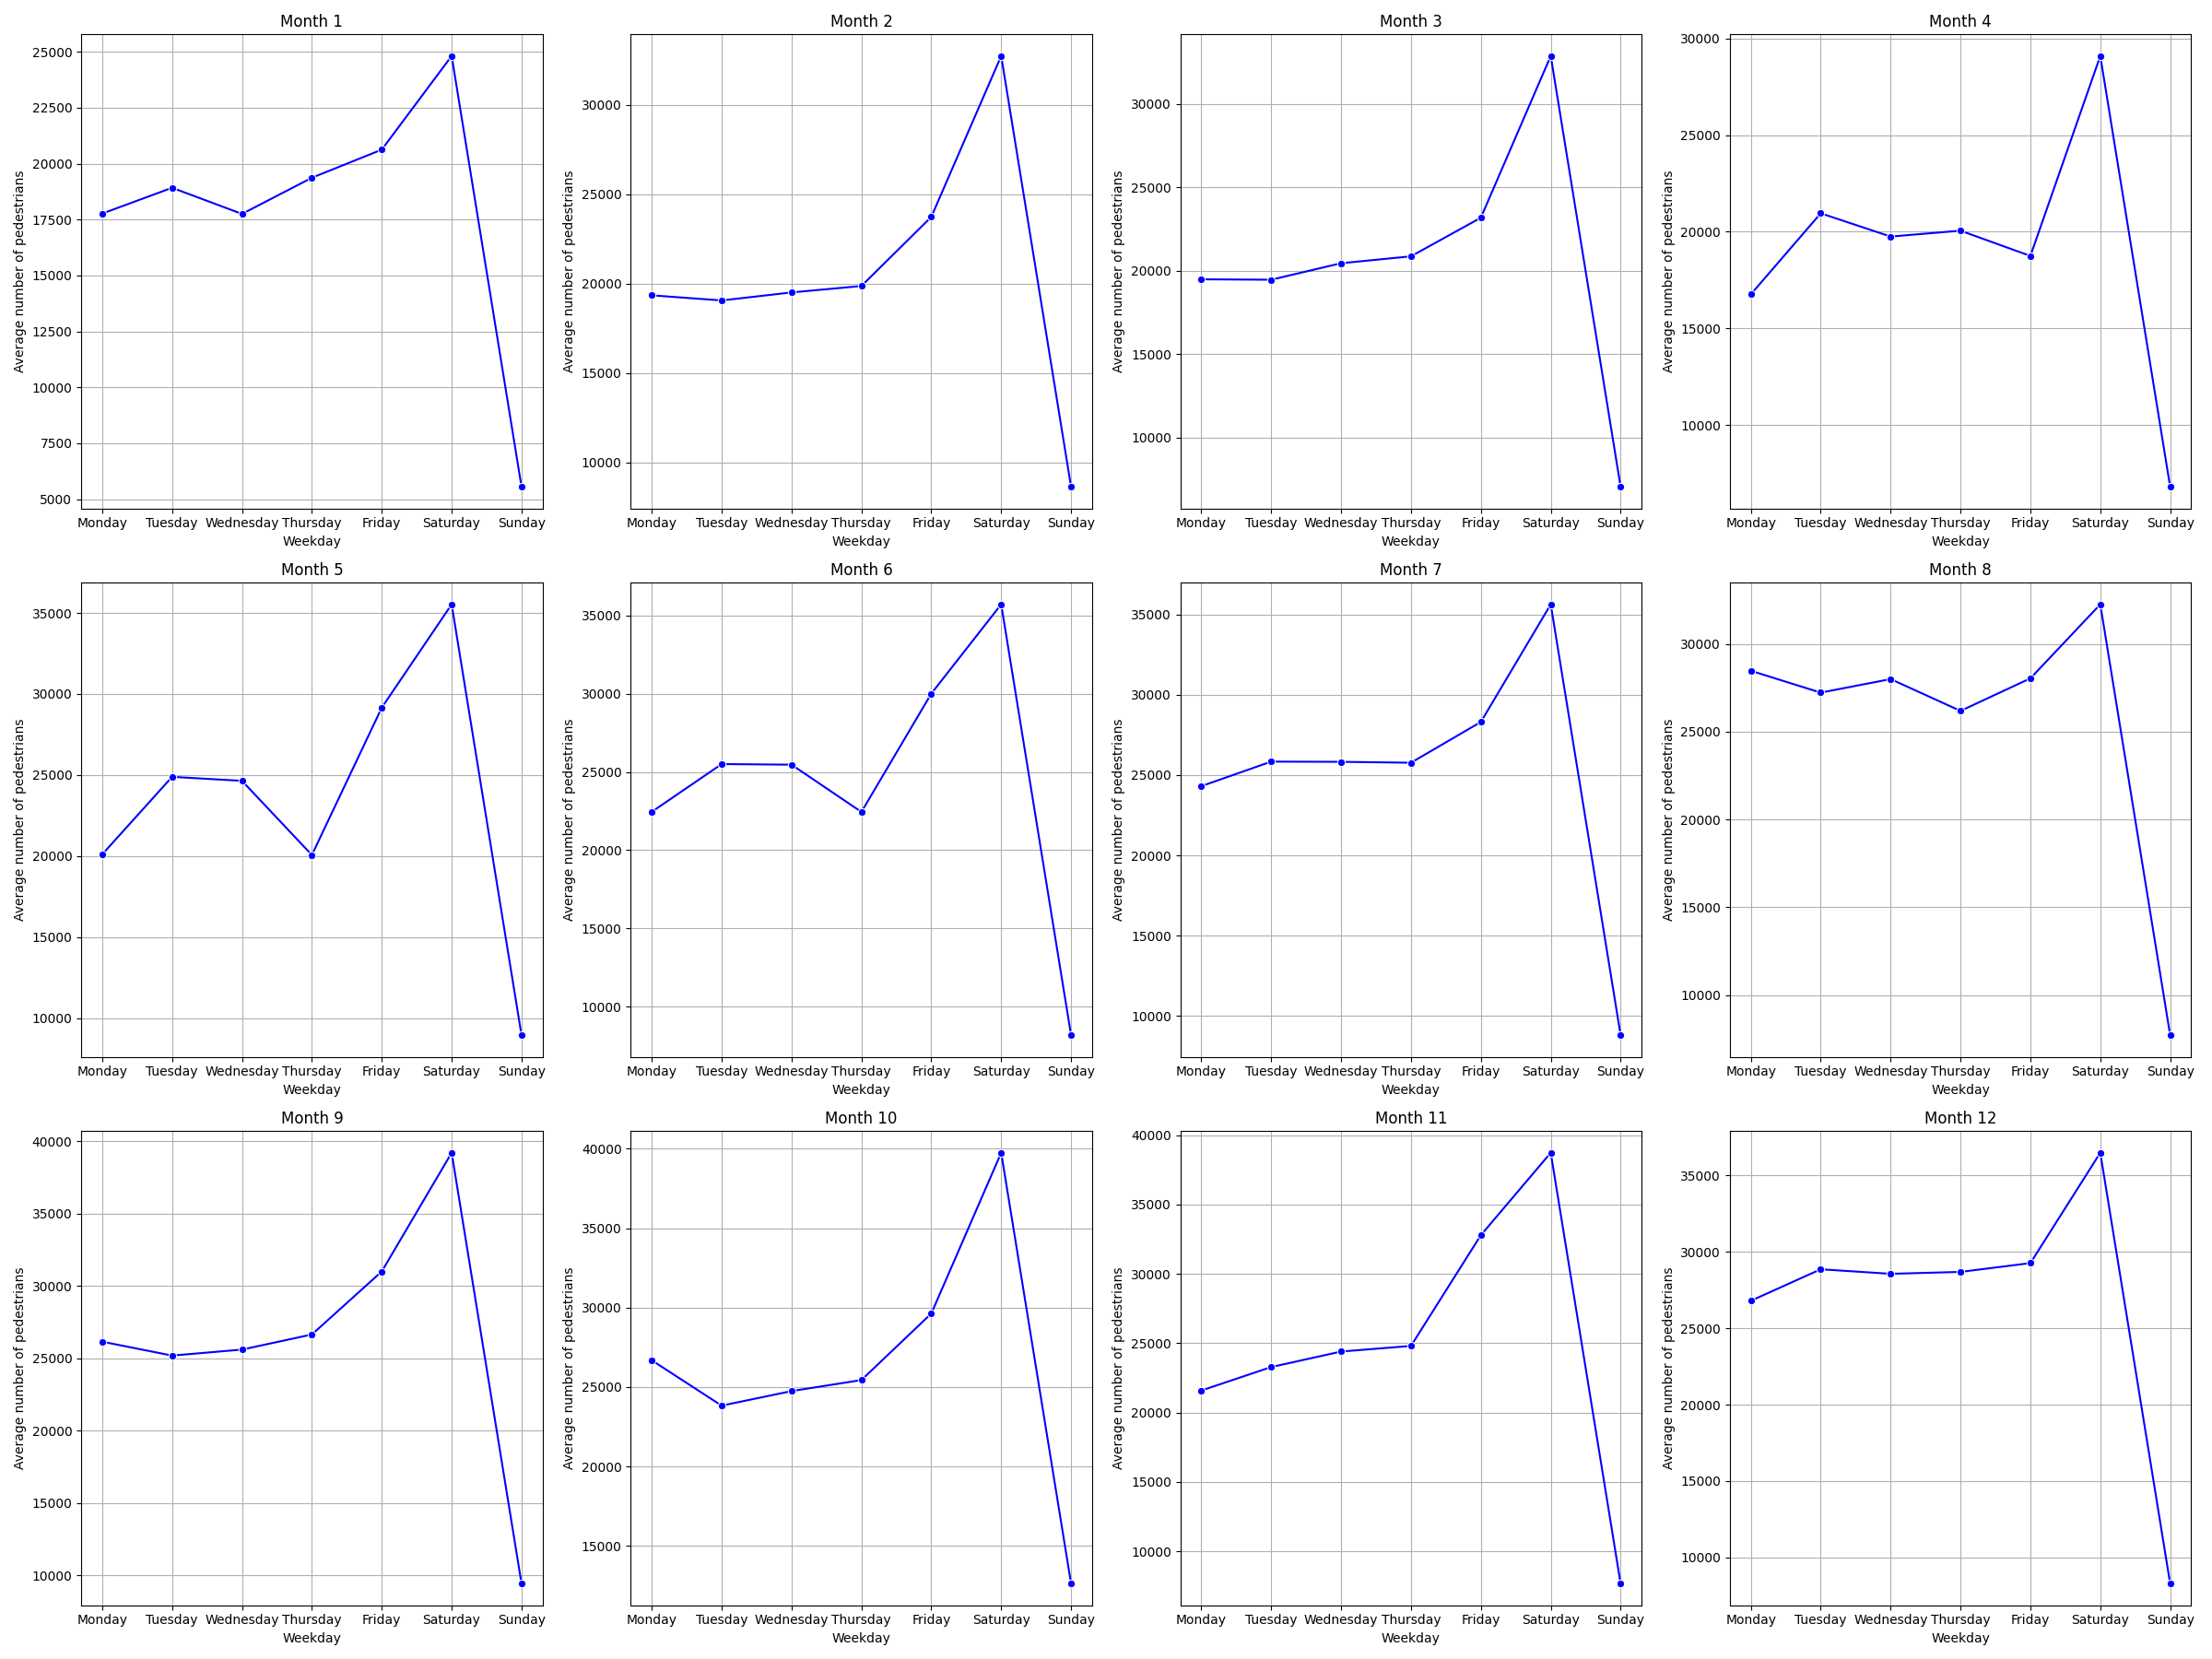 Month 1
25000
22500
20000
17500
15000
12500
10000
7500
5000
Average number of pedestrians
Monday Tuesday Wednesday Thursday Friday Saturday Sunday
Weekday
Month 2
30000
25000
20000
15000
10000
Average number of pedestrians
Monday Tuesday Wednesday Thursday Friday Saturday Sunday
Weekday
Month 3
30000
25000
20000
15000
10000
Average number of pedestrians
Monday Tuesday Wednesday Thursday Friday Saturday Sunday
Weekday
Month 4
30000
25000
20000
15000
10000
Average number of pedestrians
Monday Tuesday Wednesday Thursday Friday Saturday Sunday
Weekday
Month 5
35000
30000
25000
20000
15000
10000
Average number of pedestrians
Monday Tuesday Wednesday Thursday Friday Saturday Sunday
Weekday
Month 6
35000
30000
25000
20000
15000
10000
Average number of pedestrians
Monday Tuesday Wednesday Thursday Friday Saturday Sunday
Weekday
Month 7
35000
30000
25000
20000
15000
10000
Average number of pedestrians
Monday Tuesday Wednesday Thursday Friday Saturday Sunday
Weekday
Month 8
30000
25000
20000
15000
10000
Average number of pedestrians
Monday Tuesday Wednesday Thursday Friday Saturday Sunday
Weekday
Month 9
40000
35000
30000
25000
20000
15000
10000
Average number of pedestrians
Monday Tuesday Wednesday Thursday Friday Saturday Sunday
Weekday
Month 10
40000
35000
30000
25000
20000
15000
Average number of pedestrians
Monday Tuesday Wednesday Thursday Friday Saturday Sunday
Weekday
Month 11
40000
35000
30000
25000
20000
15000
10000
Average number of pedestrians
Monday Tuesday Wednesday Thursday Friday Saturday Sunday
Weekday
Month 12
35000
30000
25000
20000
15000
10000
Average number of pedestrians
Monday Tuesday Wednesday Thursday Friday Saturday Sunday
Weekday